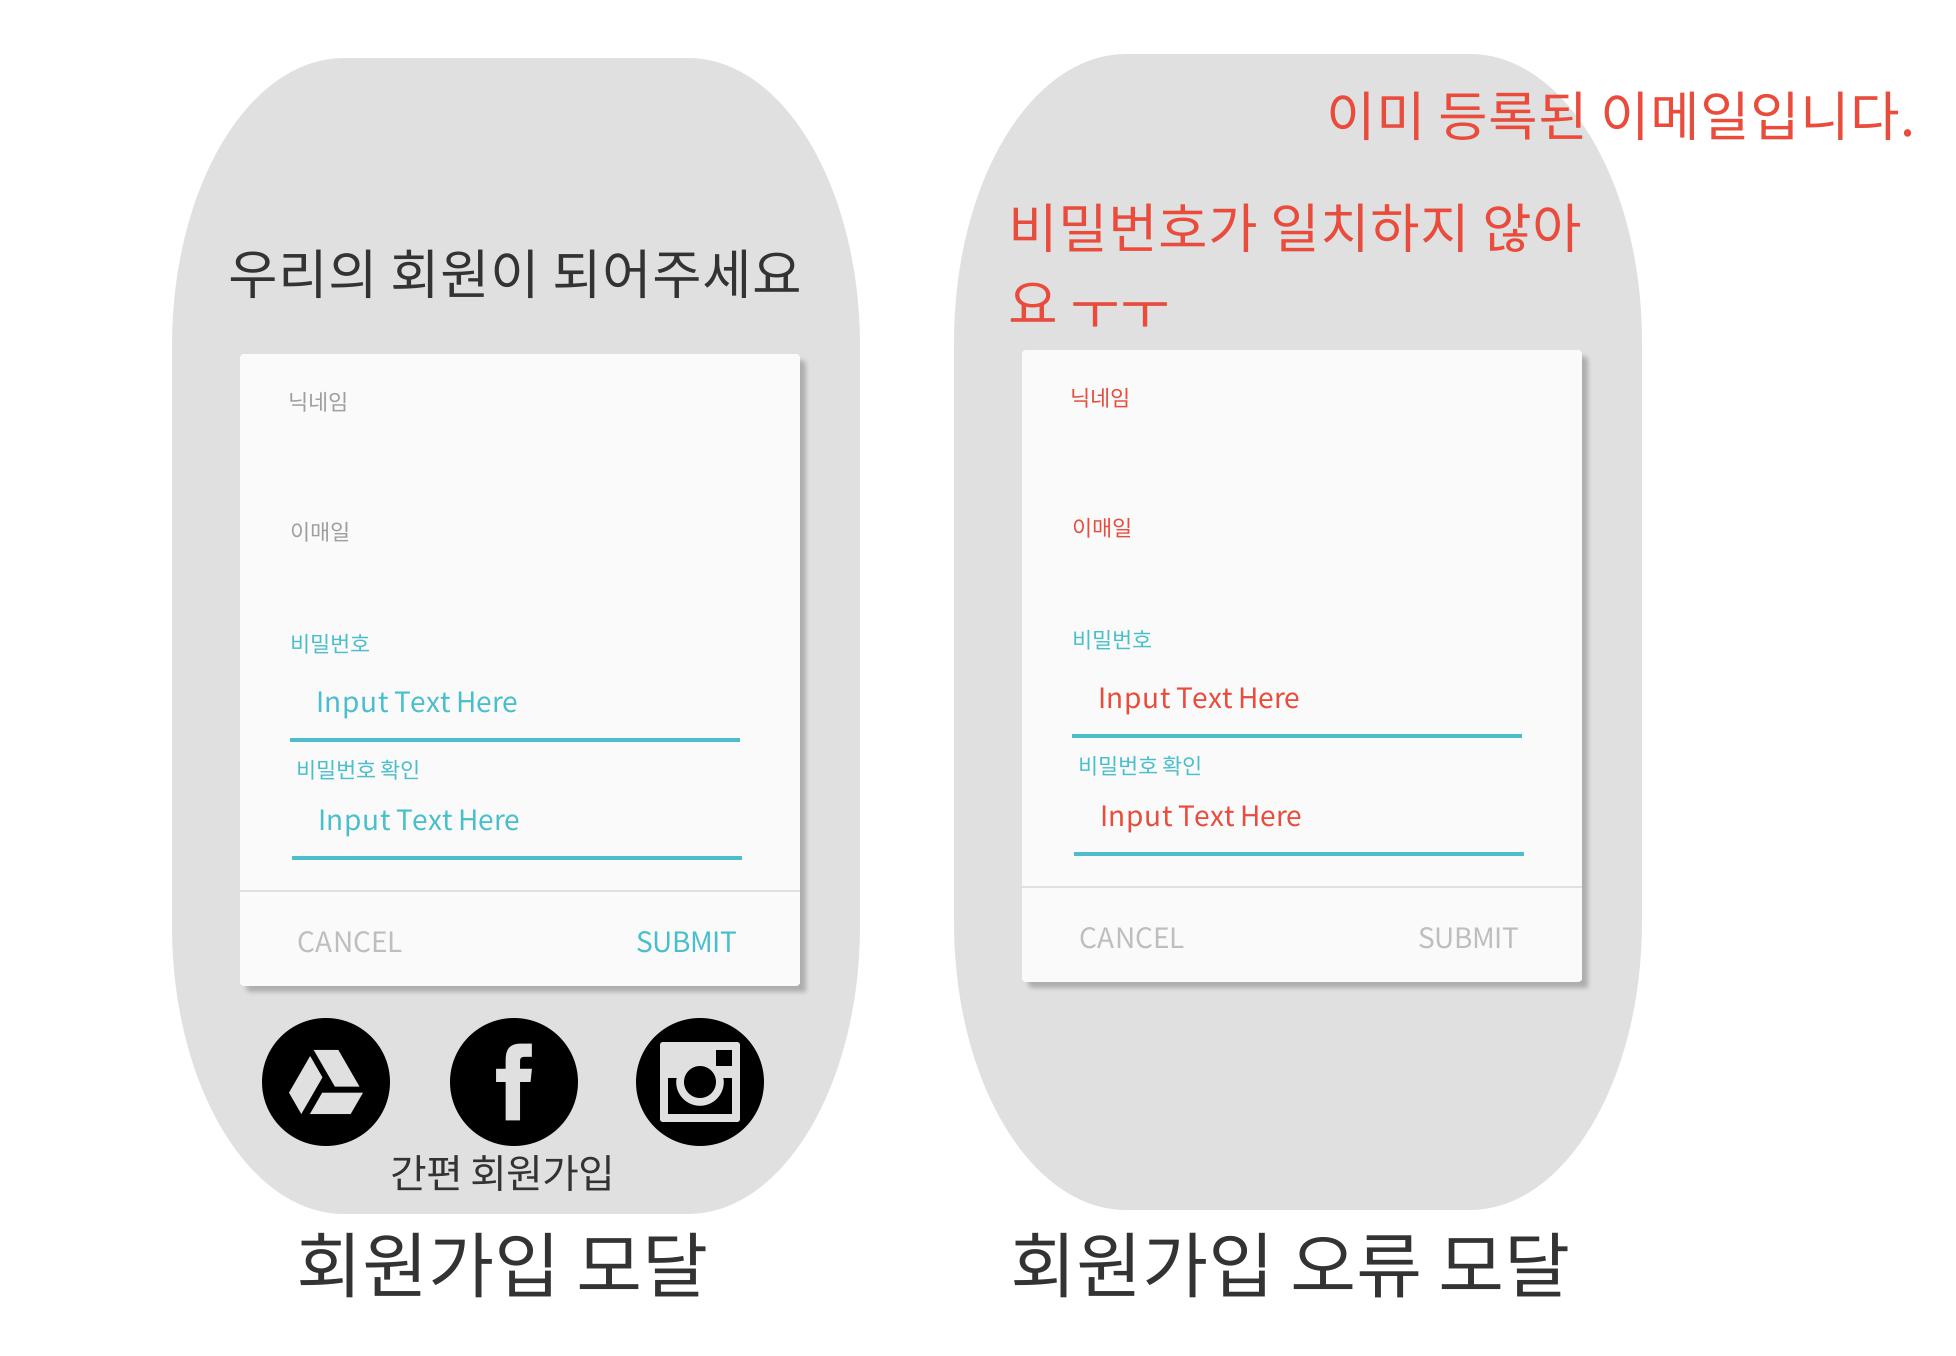 우리의 회원이 되어주세요
닉네임
이매일
비밀번호
Input Text Here
비밀번호 확인
Input Text Here
CANCEL SUBMIT
간편 회원가입
회원가입 모달
이미 등록된 이메일입니다.
비밀번호가 일치하지 않아
요 ㅜㅜ
닉네임
이매일
비밀번호
Input Text Here
비밀번호 확인
Input Text Here
CANCEL SUBMIT
회원가입 오류 모달